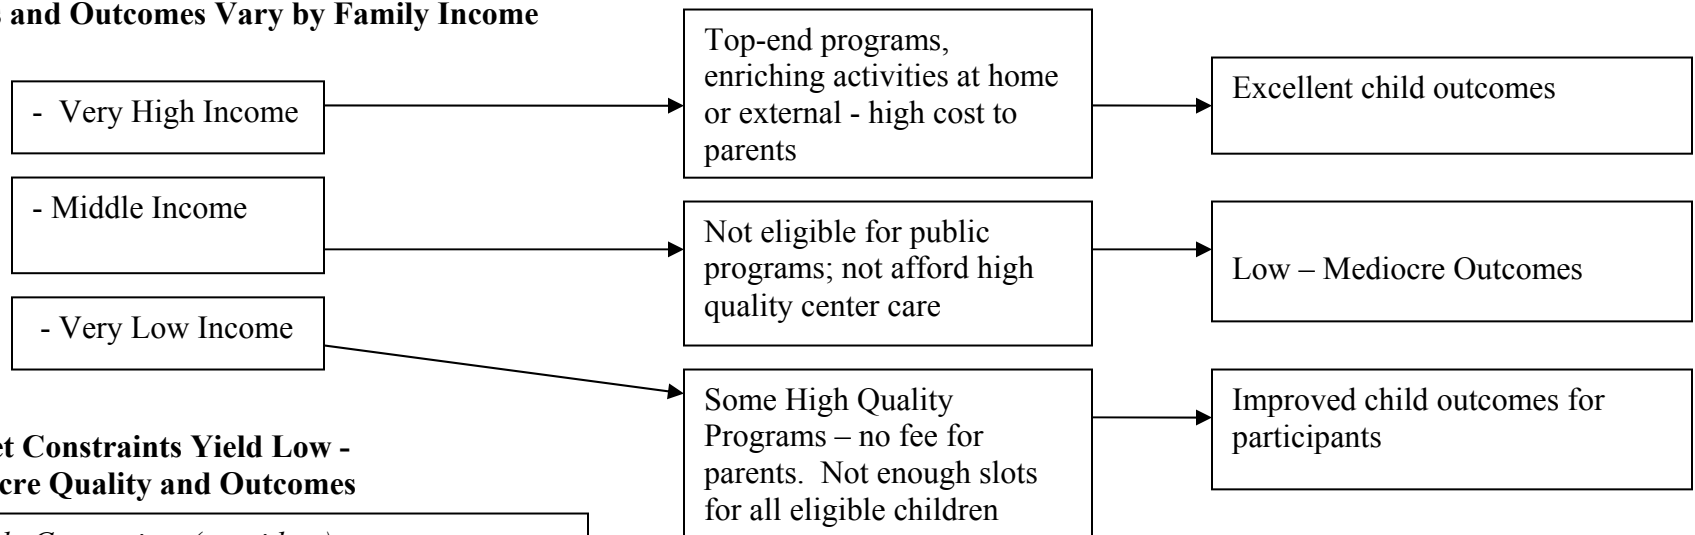 and Outcomes Vary by Family Income
- Very High Income
Top-end programs,
enriching activities at home
or external - high cost to
parents
Excellent child outcomes
- Middle Income
Not eligible for public
programs; not afford high
quality center care
Low – Mediocre Outcomes
- Very Low Income
Some High Quality
Programs – no fee for
parents. Not enough slots
for all eligible children
Improved child outcomes for
participants
Constraints Yield Low -
Quality and Outcomes